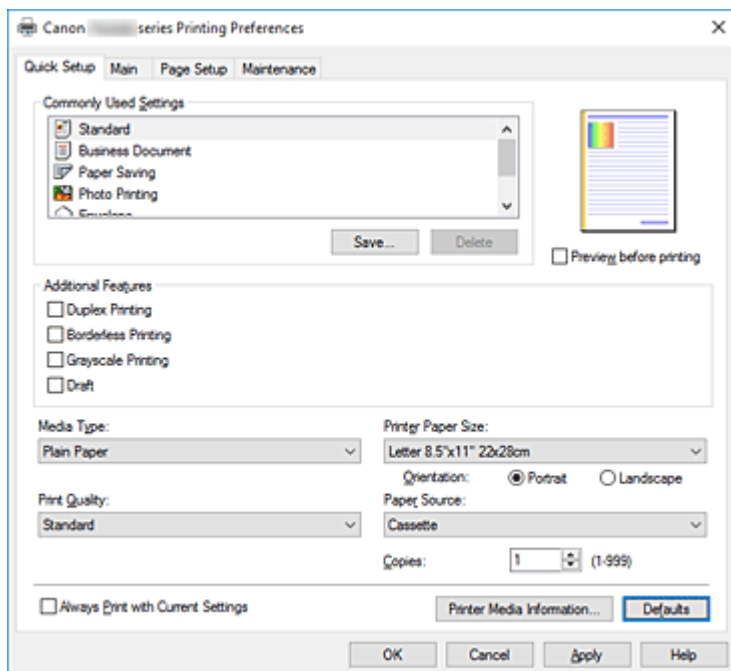 Canon series Printing Preferences
Quick Setup Main Page Setup Maintenance
Commonly Used Settings
Standard
Business Document
Paper Saving
Photo Printing
Envelope
Save... Delete
Preview before printing
Additional Features
Duplex Printing
Borderless Printing
Grayscale Printing
Draft
Media Type: Printer Paper Size:
Plain Paper Letter 8.5"x11" 22x28cm
Orientation: Portrait Landscape
Print Quality: Paper Source:
Standard Cassette
Copies: 1 (1-999)
Always Print with Current Settings Printer Media Information... Defaults
OK Cancel Apply Help